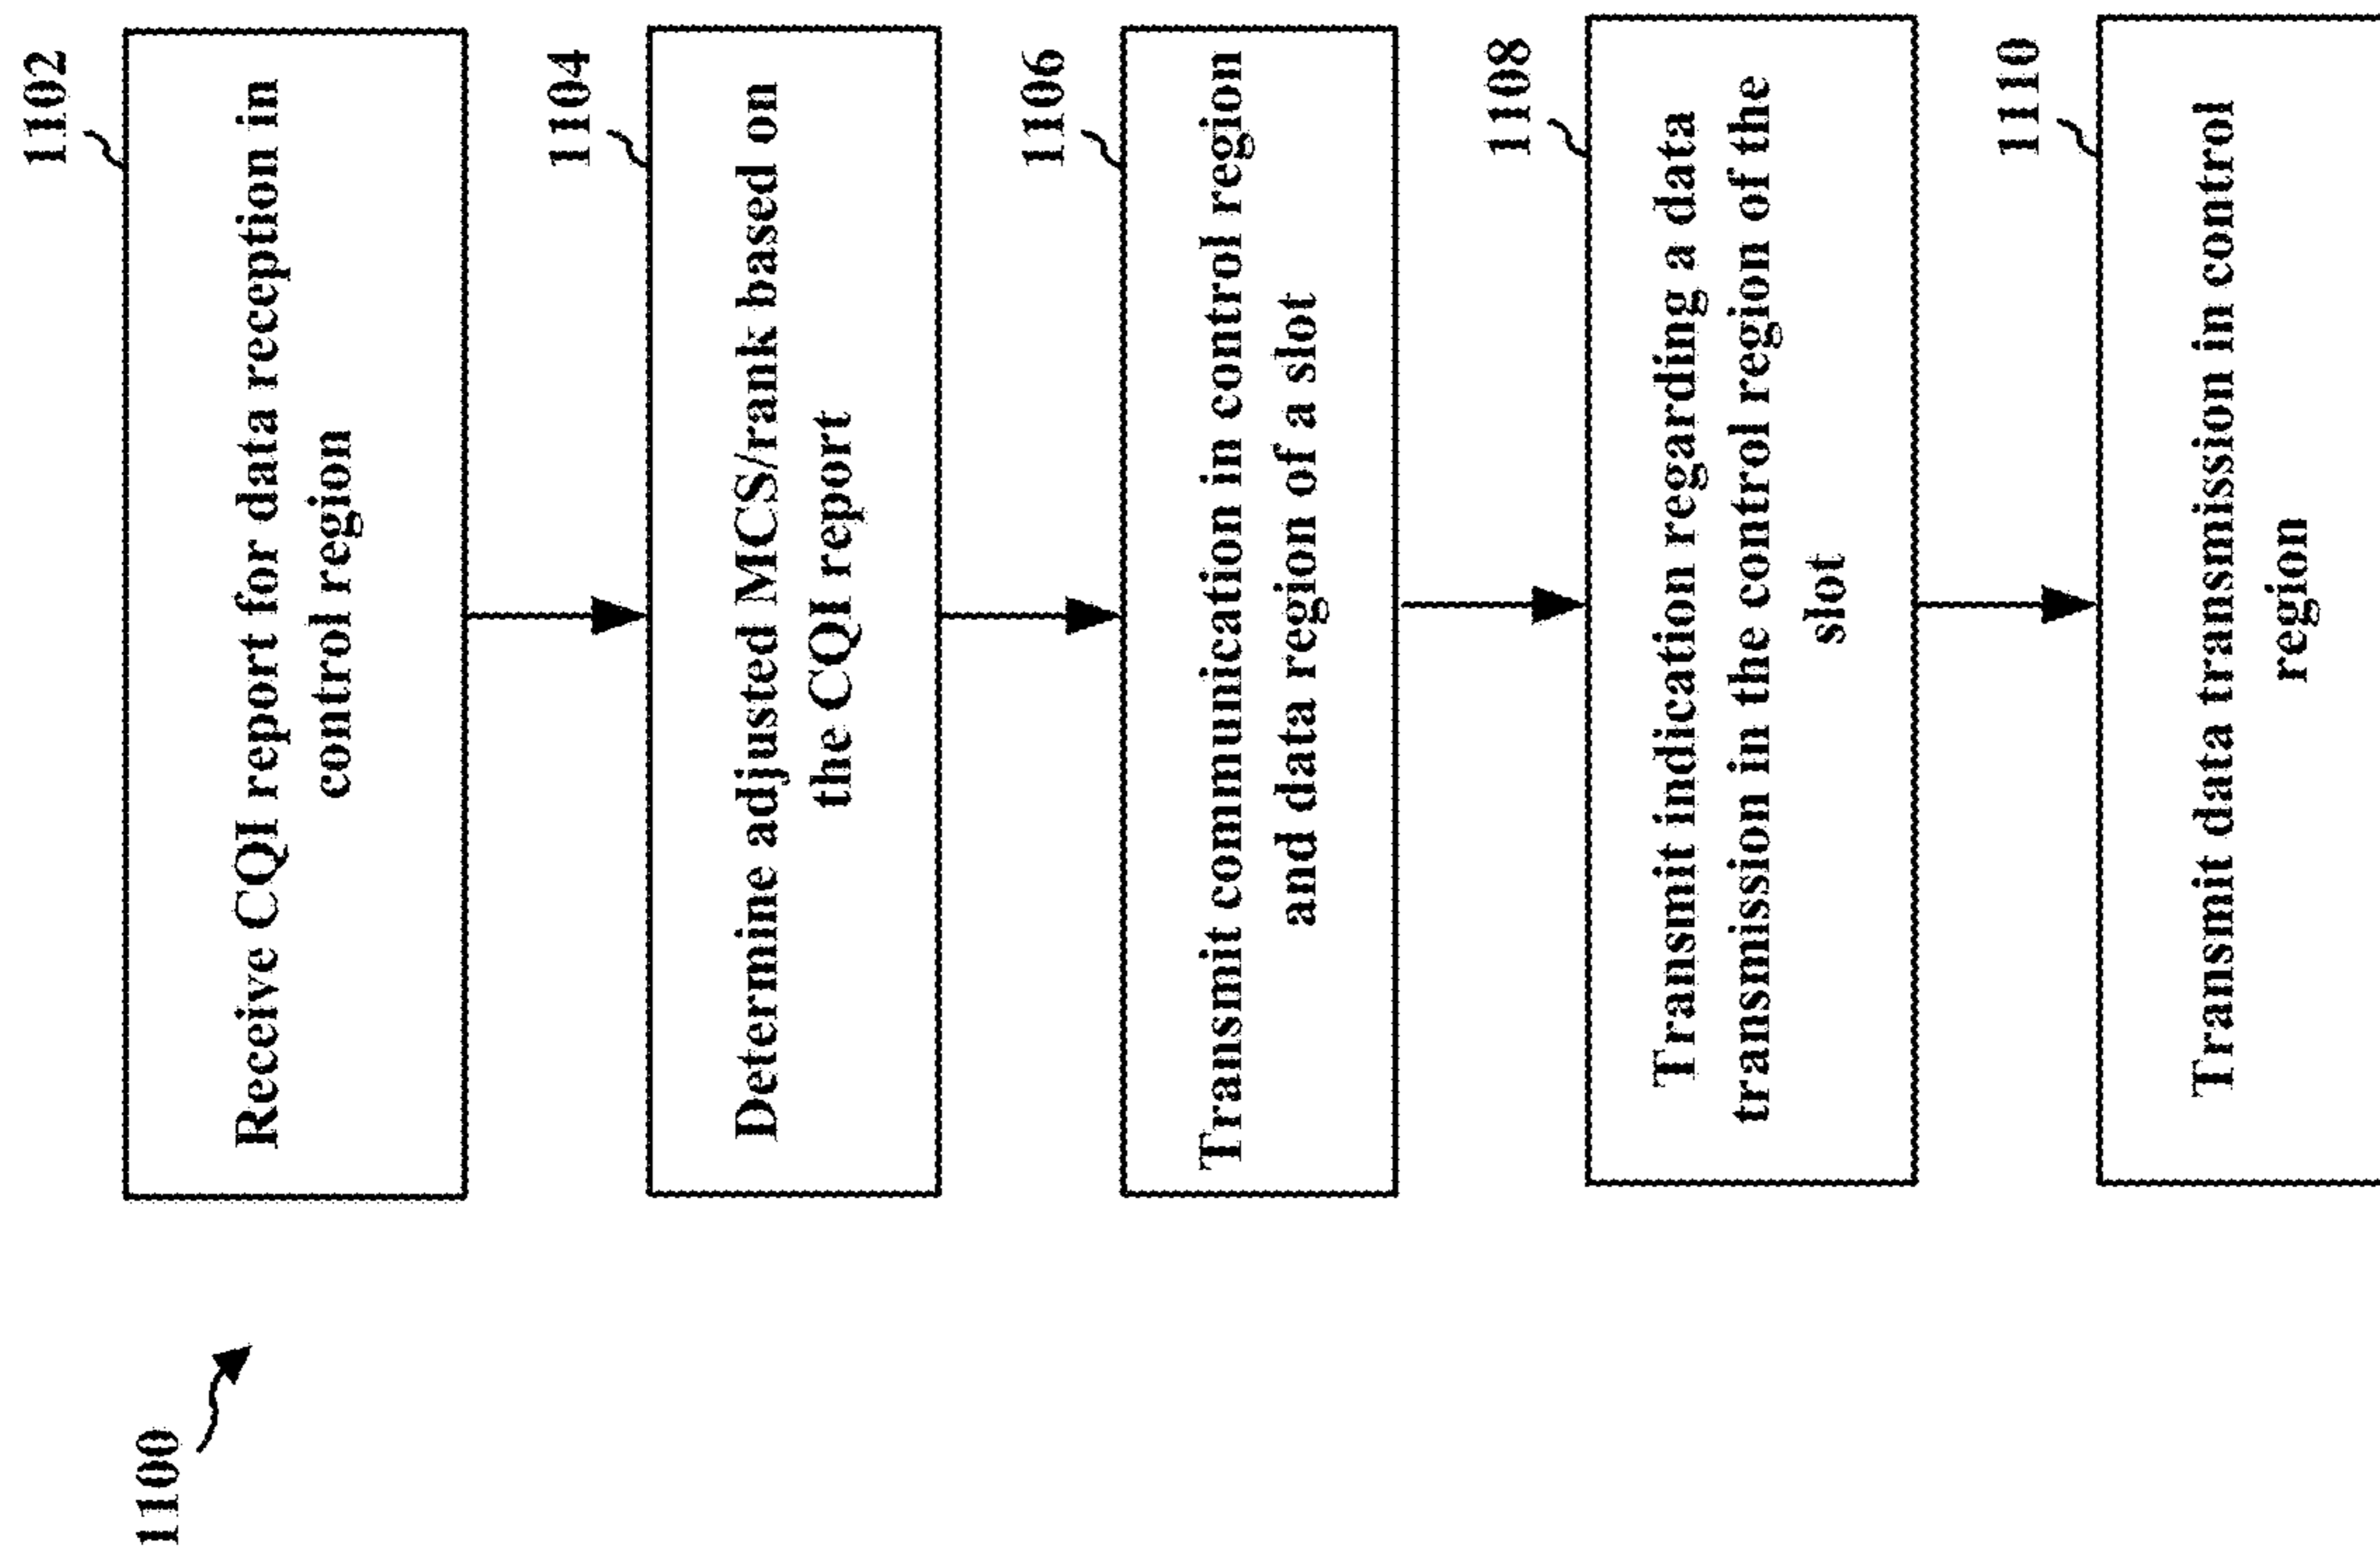 1100
1102
Receive CQI report for data reception in
control region
1104
Determine adjusted MCS/rank based on
the CQI report
1106
Transmit communication in control region
and data region of a slot
1108
Transmit indication regarding a data
transmission in the control region of the
slot
1110
Transmit data transmission in control
region